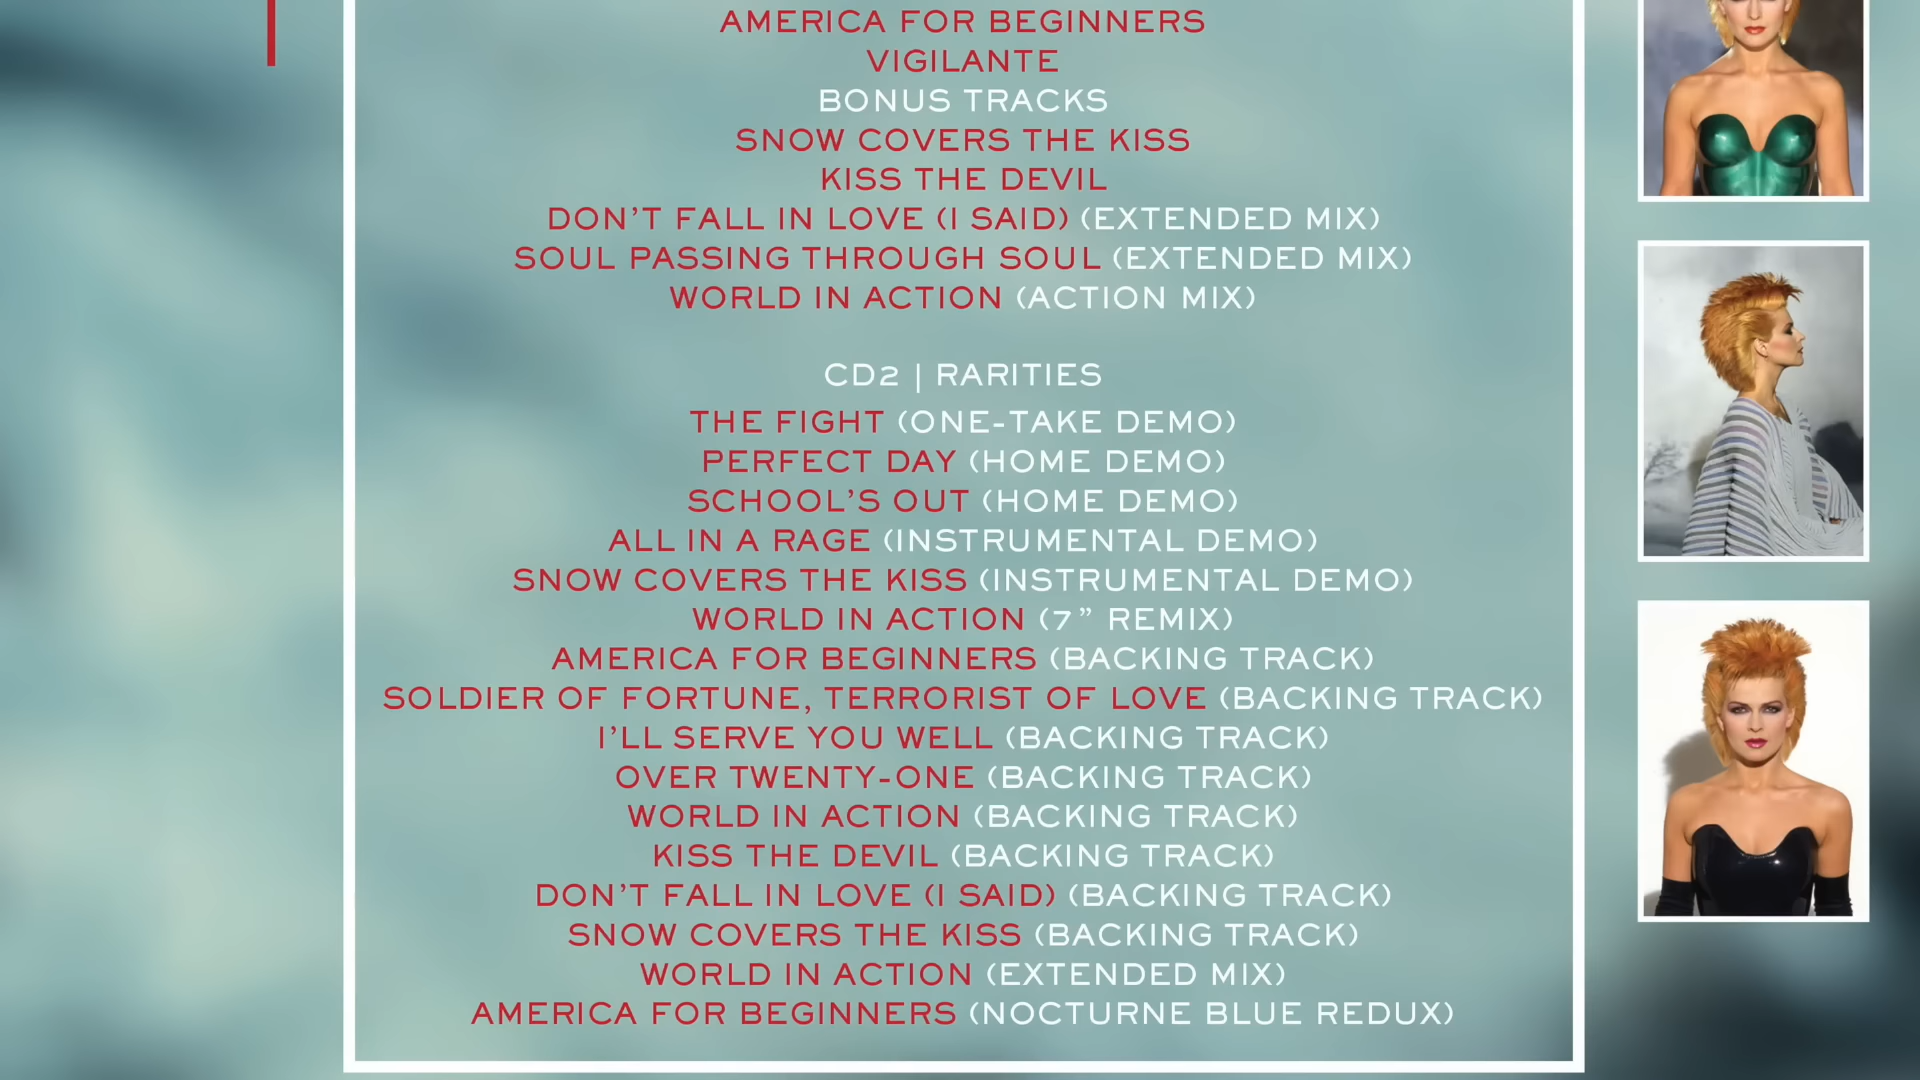 AMERICA FOR BEGINNERS
VIGILANTE
BONUS TRACKS
SNOW COVERS THE KISS
KISS THE DEVIL
DON’T FALL IN LOVE (I SAID) (EXTENDED MIX)
SOUL PASSING THROUGH SOUL (EXTENDED MIX)
WORLD IN ACTION (ACTION MIX)
CD2 | RARITIES
THE FIGHT (ONE-TAKE DEMO)
PERFECT DAY (HOME DEMO)
SCHOOL’S OUT (HOME DEMO)
ALL IN A RAGE (INSTRUMENTAL DEMO)
SNOW COVERS THE KISS (INSTRUMENTAL DEMO)
WORLD IN ACTION (7” REMIX)
AMERICA FOR BEGINNERS (BACKING TRACK)
SOLDIER OF FORTUNE, TERRORIST OF LOVE (BACKING TRACK)
I’LL SERVE YOU WELL (BACKING TRACK)
OVER TWENTY-ONE (BACKING TRACK)
WORLD IN ACTION (BACKING TRACK)
KISS THE DEVIL (BACKING TRACK)
DON’T FALL IN LOVE (I SAID) (BACKING TRACK)
SNOW COVERS THE KISS (BACKING TRACK)
WORLD IN ACTION (EXTENDED MIX)
AMERICA FOR BEGINNERS (NOCTURNE BLUE REDUX)